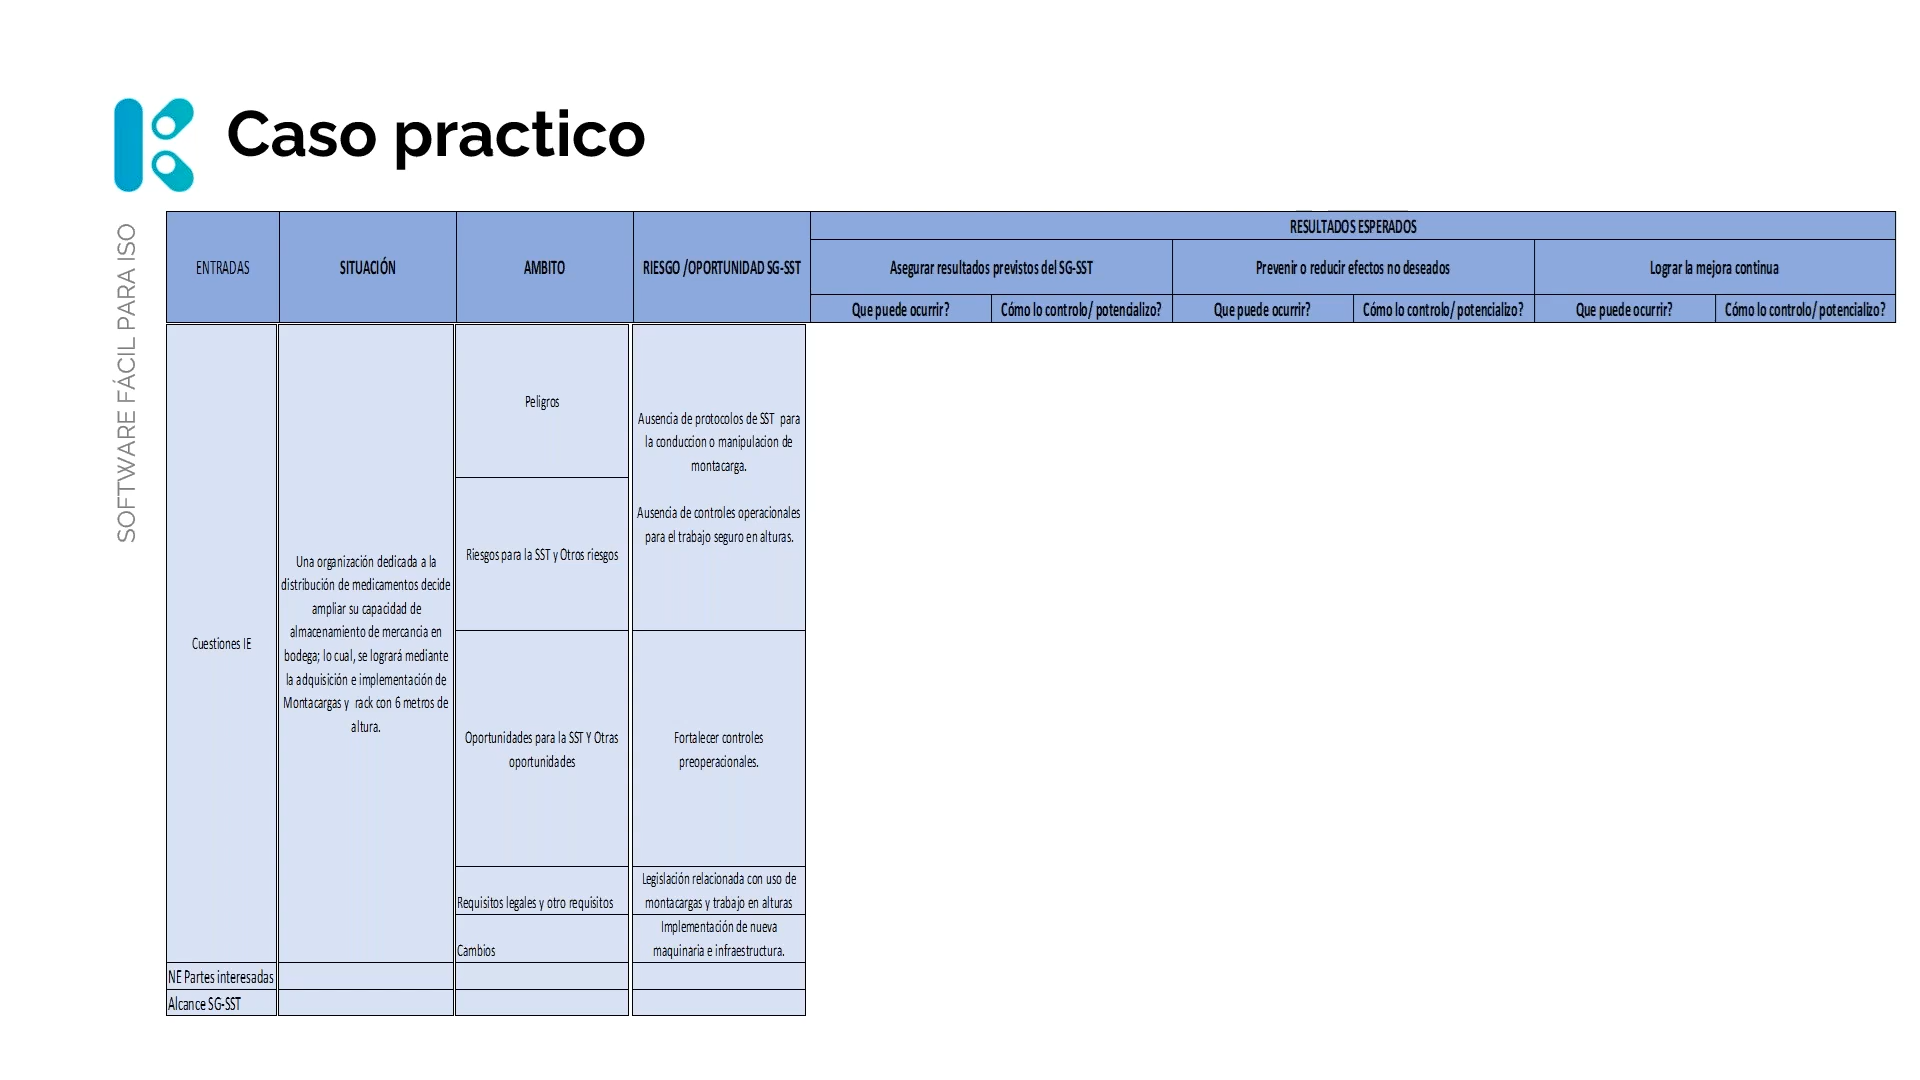 Caso practico
SOFTWARE FÁCIL PARA ISO
ENTRADAS
SITUACIÓN
AMBITO
RIESGO /OPORTUNIDAD SG-SST
RESULTADOS ESPERADOS
Asegurar resultados previstos del SG-SST
Prevenir o reducir efectos no deseados
Lograr la mejora continua
Que puede ocurrir?
Cómo lo controlo/ potencializo?
Que puede ocurrir?
Cómo lo controlo/ potencializo?
Que puede ocurrir?
Cómo lo controlo/ potencializo?
Cuestiones IE
Una organización dedicada a la
distribución de medicamentos decide
ampliar su capacidad de
almacenamiento de mercancia en
bodega; lo cual, se logrará mediante
la adquisición e implementación de
Montacargas y rack con 6 metros de
altura.
Peligros
Riesgos para la SST y Otros riesgos
Ausencia de protocolos de SST para
la conduccion o manipulacion de
montacarga.
Ausencia de controles operacionales
para el trabajo seguro en alturas.
Oportunidades para la SST Y Otras
oportunidades
Fortalecer controles
preoperacionales.
Requisitos legales y otro requisitos
Legislación relacionada con uso de
montacargas y trabajo en alturas
Cambios
Implementación de nueva
maquinaria e infraestructura.
NE Partes interesadas
Alcance SG-SST